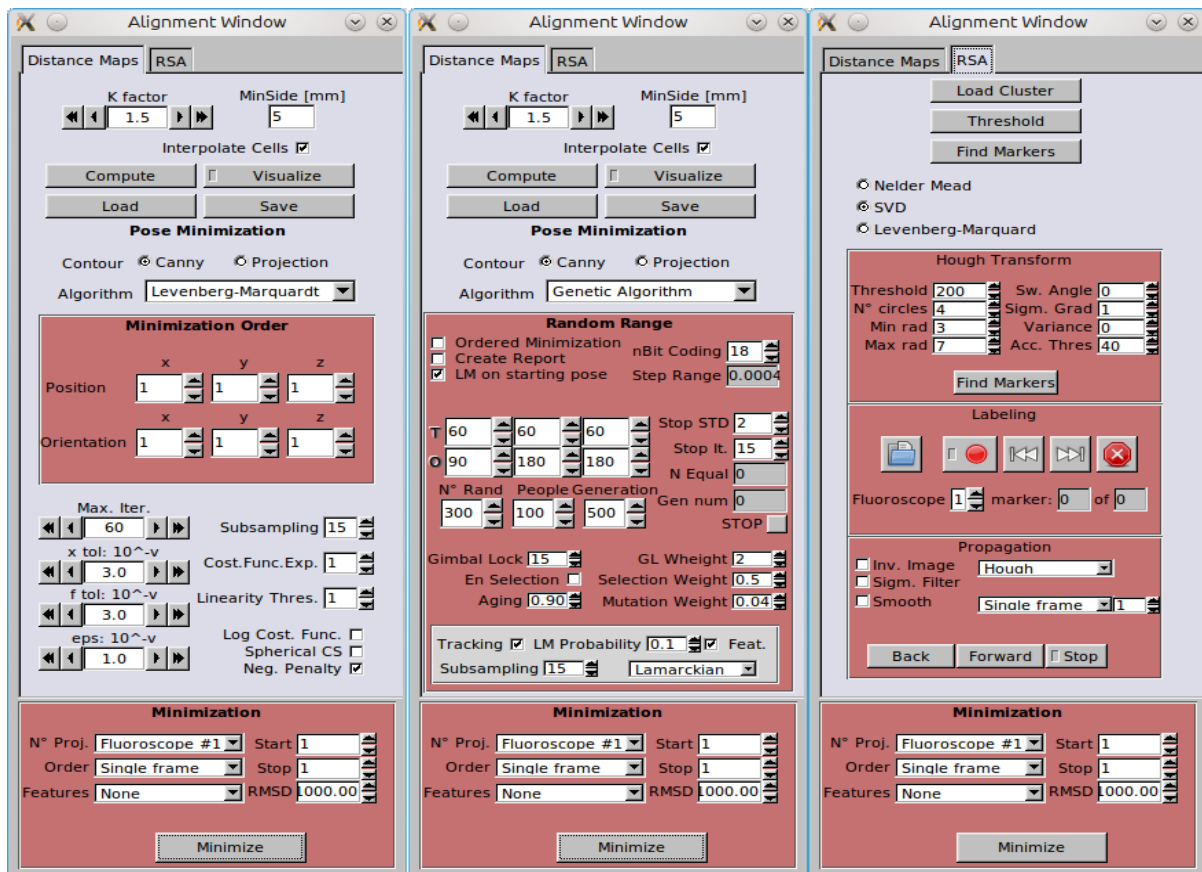 Alignment Window
Distance Maps RSA
K factor MinSide [mm]
1.5 5
Interpolate Cells
Compute Visualize
Load Save
Pose Minimization
Contour Canny Projection
Algorithm Levenberg-Marquardt
Minimization Order
x y z
Position 1 1 1
x y z
Orientation 1 1 1
Max. Iter.
60 Subsampling 15
x tol: 10^-v
3.0 Cost.Func.Exp. 1
f tol: 10^-v
3.0 Linearity Thres. 1
eps: 10^-v
1.0
Log Cost. Func.
Spherical CS
Neg. Penalty
Minimization
N° Proj. Fluoroscope #1 Start 1
Order Single frame Stop 1
Features None RMSD 1000.00
Minimize
Alignment Window
Distance Maps RSA
K factor MinSide [mm]
1.5 5
Interpolate Cells
Compute Visualize
Load Save
Pose Minimization
Contour Canny Projection
Algorithm Genetic Algorithm
Random Range
Ordered Minimization
Create Report nBit Coding 18
LM on starting pose Step Range 0.0004
T 60 60 60 Stop STD 2
O 90 180 180 Stop It. 15
N Equal 0
N° Rand People Generation
300 100 500 Gen num 0
STOP
Gimbal Lock 15 GL Wheight 2
En Selection Selection Weight 0.5
Aging 0.90 Mutation Weight 0.04
Tracking LM Probability 0.1 Feat.
Subsampling 15 Lamarckian
Minimization
N° Proj. Fluoroscope #1 Start 1
Order Single frame Stop 1
Features None RMSD 1000.00
Minimize
Alignment Window
Distance Maps RSA
Load Cluster
Threshold
Find Markers
Nelder Mead
SVD
Levenberg-Marquard
Hough Transform
Threshold 200 Sw. Angle 0
N° circles 4 Sigm. Grad 1
Min rad 3 Variance 0
Max rad 7 Acc. Thres 40
Find Markers
Labeling
Fluoroscope 1 marker: 0 of 0
Propagation
Inv. Image Hough
Sigm. Filter
Smooth Single frame 1
Back Forward Stop
Minimization
N° Proj. Fluoroscope #1 Start 1
Order Single frame Stop 1
Features None RMSD 1000.00
Minimize